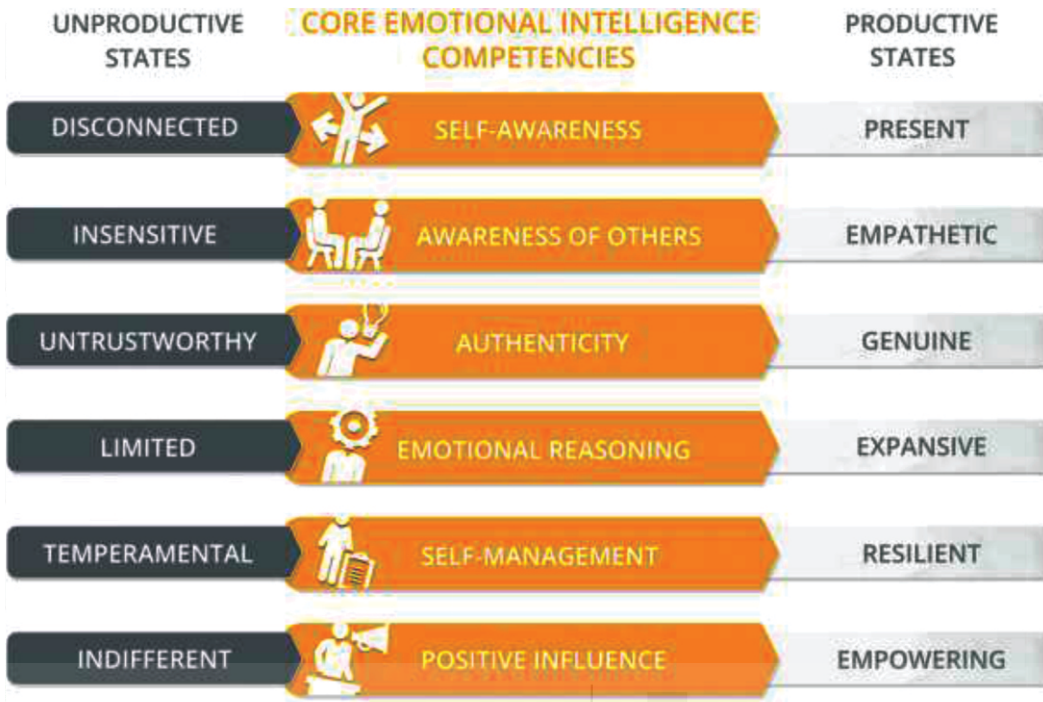 UNPRODUCTIVE
STATES
CORE EMOTIONAL INTELLIGENCE
COMPETENCIES
PRODUCTIVE
STATES
DISCONNECTED
SELF-AWARENESS
PRESENT
INSENSITIVE
AWARENESS OF OTHERS
EMPATHETIC
UNTRUSTWORTHY
AUTHENTICITY
GENUINE
LIMITED
EMOTIONAL REASONING
EXPANSIVE
TEMPERAMENTAL
SELF-MANAGEMENT
RESILIENT
INDIFFERENT
POSITIVE INFLUENCE
EMPOWERING